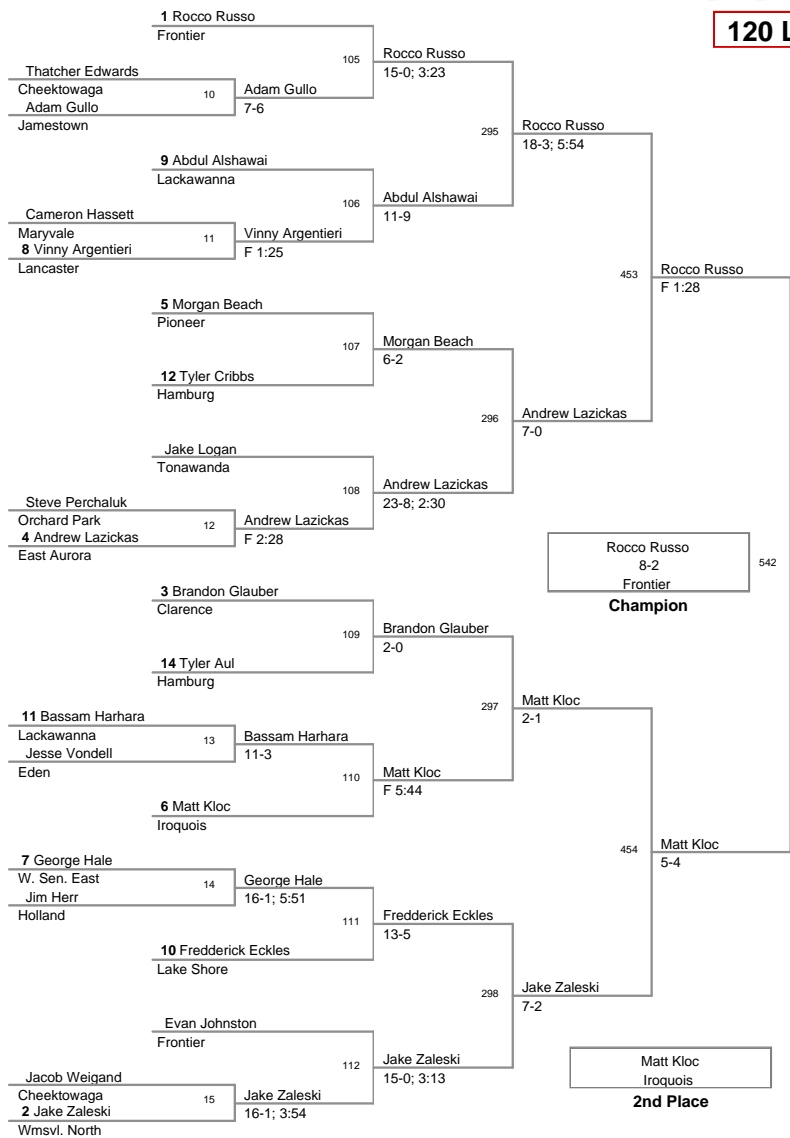 120 L
1 Rocco Russo
Frontier
105
Rocco Russo
15-0; 3:23
Thatcher Edwards
Cheektowaga
10
Adam Gullo
7-6
Adam Gullo
Jamestown
295
Rocco Russo
18-3; 5:54
9 Abdul Alshawai
Lackawanna
106
Abdul Alshawai
11-9
Cameron Hassett
Maryvale
11
Vinny Argentieri
F 1:25
8 Vinny Argentieri
Lancaster
453
Rocco Russo
F 1:28
5 Morgan Beach
Pioneer
107
Morgan Beach
6-2
12 Tyler Cribbs
Hamburg
296
Andrew Lazickas
7-0
Jake Logan
Tonawanda
108
Andrew Lazickas
23-8; 2:30
Steve Perchaluk
Orchard Park
12
Andrew Lazickas
F 2:28
4 Andrew Lazickas
East Aurora
Rocco Russo
8-2
Frontier
542
Champion
3 Brandon Glauber
Clarence
109
Brandon Glauber
2-0
14 Tyler Aul
Hamburg
297
Matt Kloc
2-1
11 Bassam Harhara
Lackawanna
13
Bassam Harhara
11-3
Jesse Vondell
Eden
110
Matt Kloc
F 5:44
6 Matt Kloc
Iroquois
454
Matt Kloc
5-4
7 George Hale
W. Sen. East
14
George Hale
16-1; 5:51
Jim Herr
Holland
111
Fredderick Eckles
13-5
10 Fredderick Eckles
Lake Shore
298
Jake Zaleski
7-2
Evan Johnston
Frontier
112
Jake Zaleski
15-0; 3:13
Jacob Weigand
Cheektowaga
15
Jake Zaleski
16-1; 3:54
2 Jake Zaleski
Wmsvl. North
Matt Kloc
Iroquois
2nd Place